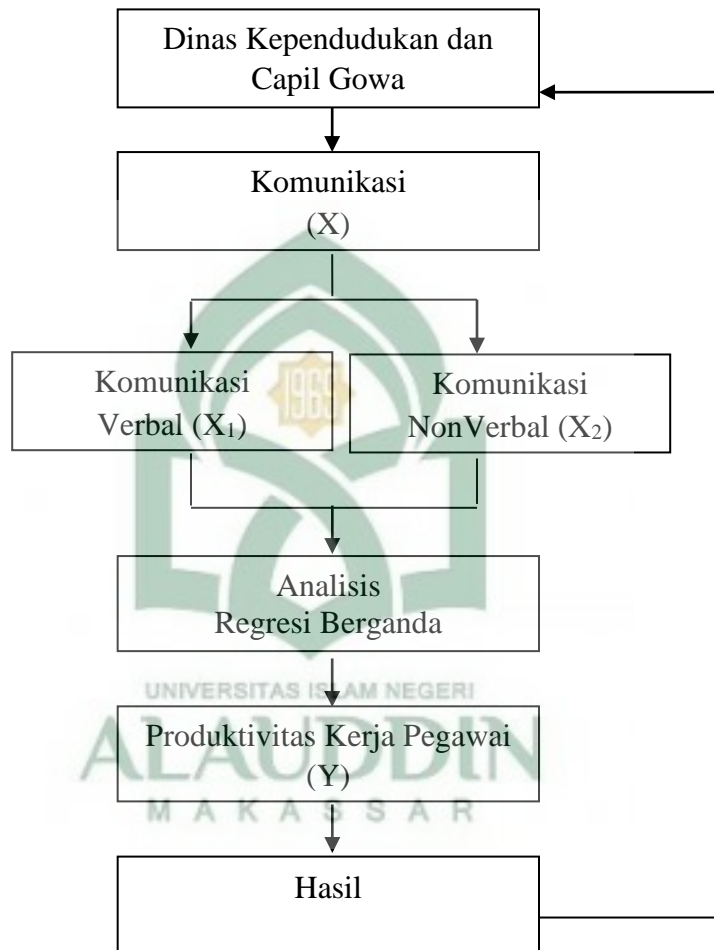 Dinas Kependudukan dan
Capil Gowa
Komunikasi
(X)
Komunikasi
Verbal (X₁)
Komunikasi
NonVerbal (X₂)
1965
Analisis
Regresi Berganda
UNIVERSITAS ISLAM NEGERI
Produktivitas Kerja Pegawai
(Y)
ALAUDDIN
MAKASSAR
Hasil